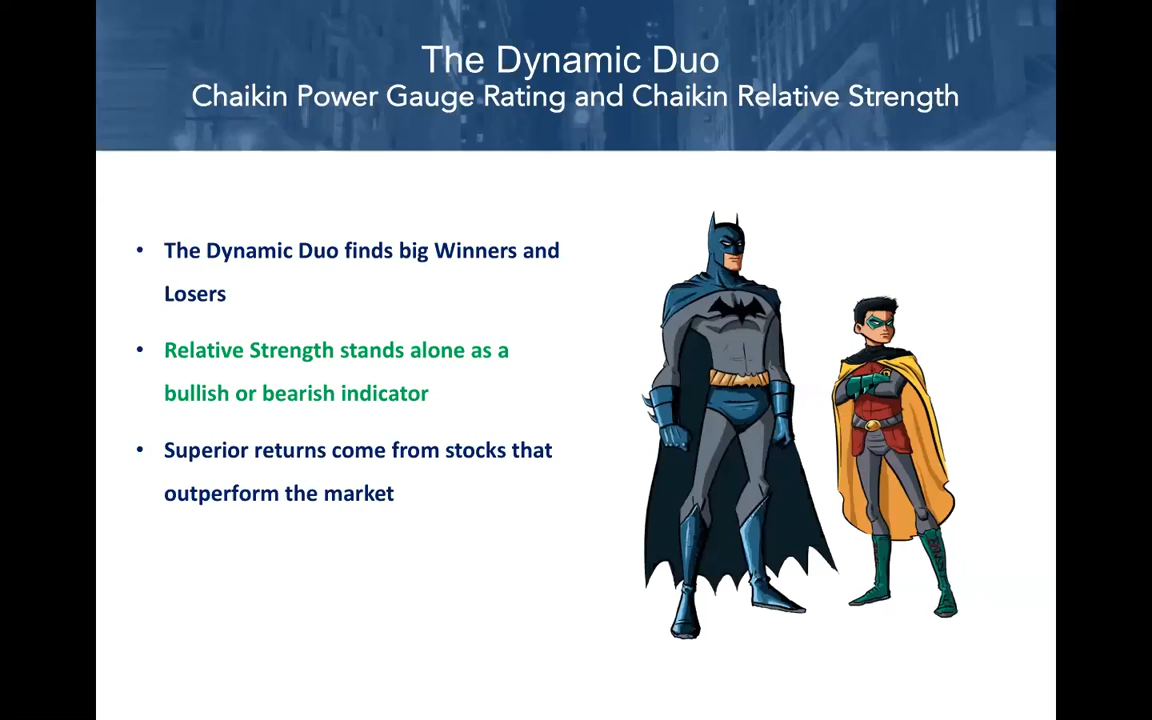 The Dynamic Duo
Chaikin Power Gauge Rating and Chaikin Relative Strength
• The Dynamic Duo finds big Winners and
Losers
• Relative Strength stands alone as a
bullish or bearish indicator
• Superior returns come from stocks that
outperform the market